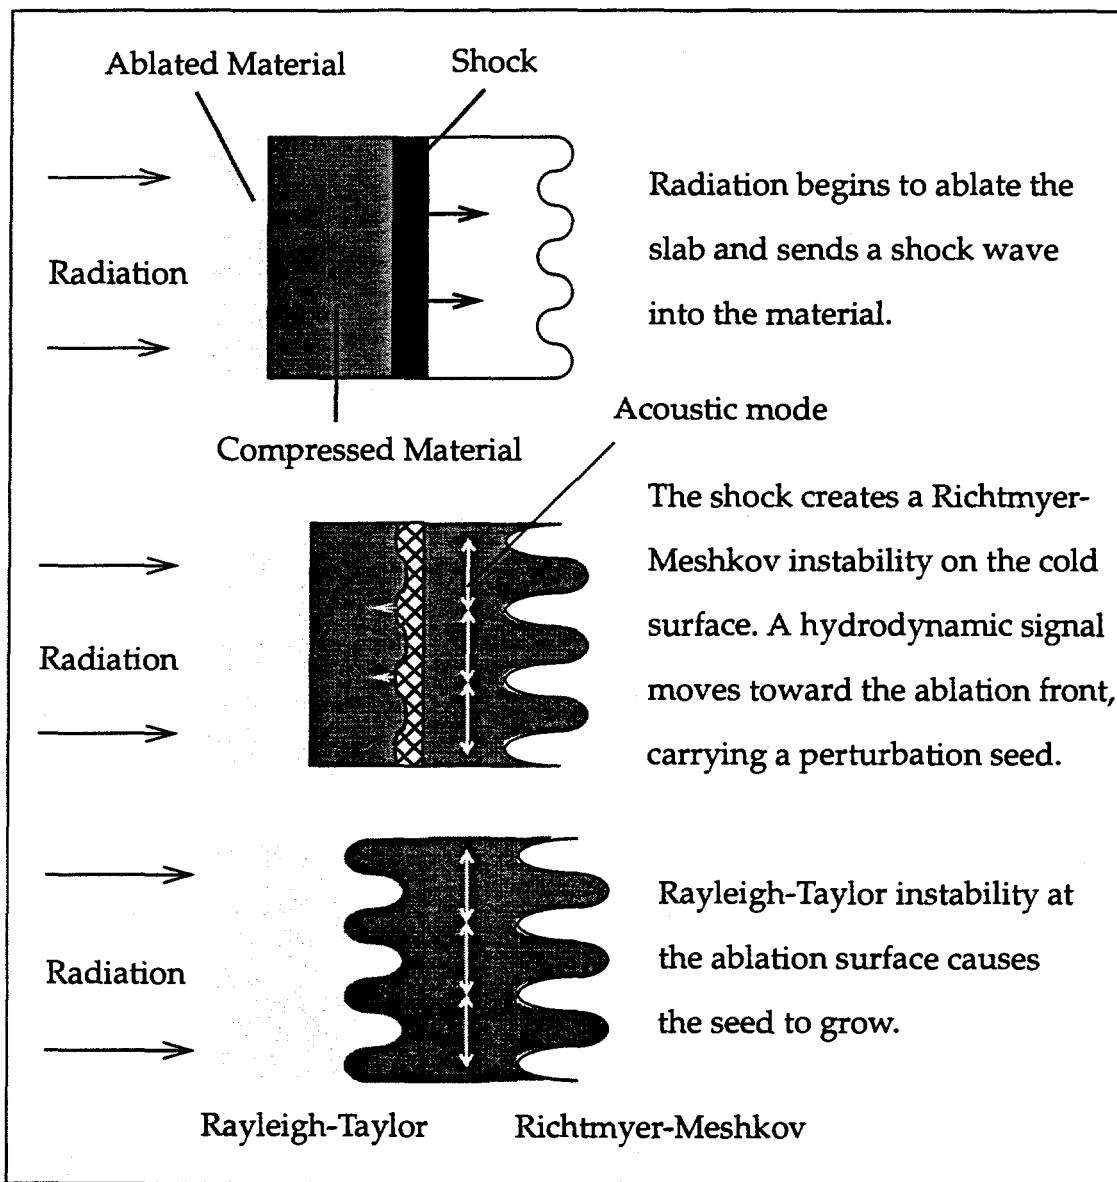 Ablated Material
Shock
Radiation
Compressed Material
Radiation begins to ablate the
slab and sends a shock wave
into the material.
Acoustic mode
Radiation
The shock creates a Richtmyer-
Meshkov instability on the cold
surface. A hydrodynamic signal
moves toward the ablation front,
carrying a perturbation seed.
Radiation
Rayleigh-Taylor instability at
the ablation surface causes
the seed to grow.
Rayleigh-Taylor
Richtmyer-Meshkov